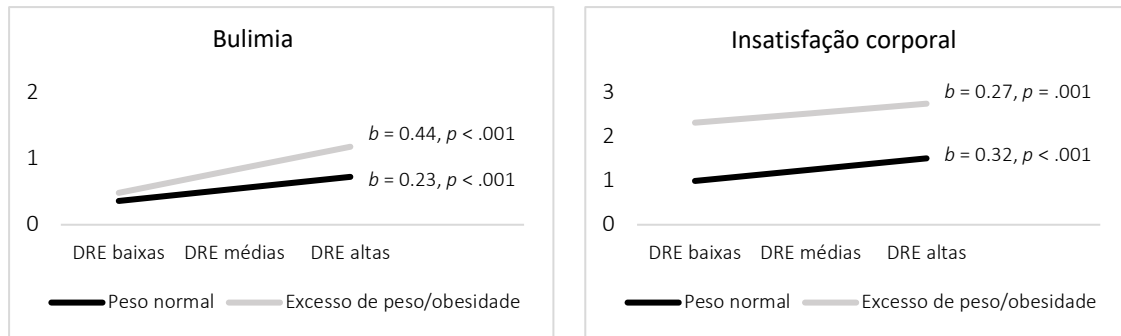 Bulimia
2
1
0
b = 0.44, p < .001
b = 0.23, p < .001
DRE baixas DRE médias DRE altas
Peso normal Excesso de peso/obesidade
Insatisfação corporal
3
2
1
0
b = 0.27, p = .001
b = 0.32, p < .001
DRE baixas DRE médias DRE altas
Peso normal Excesso de peso/obesidade